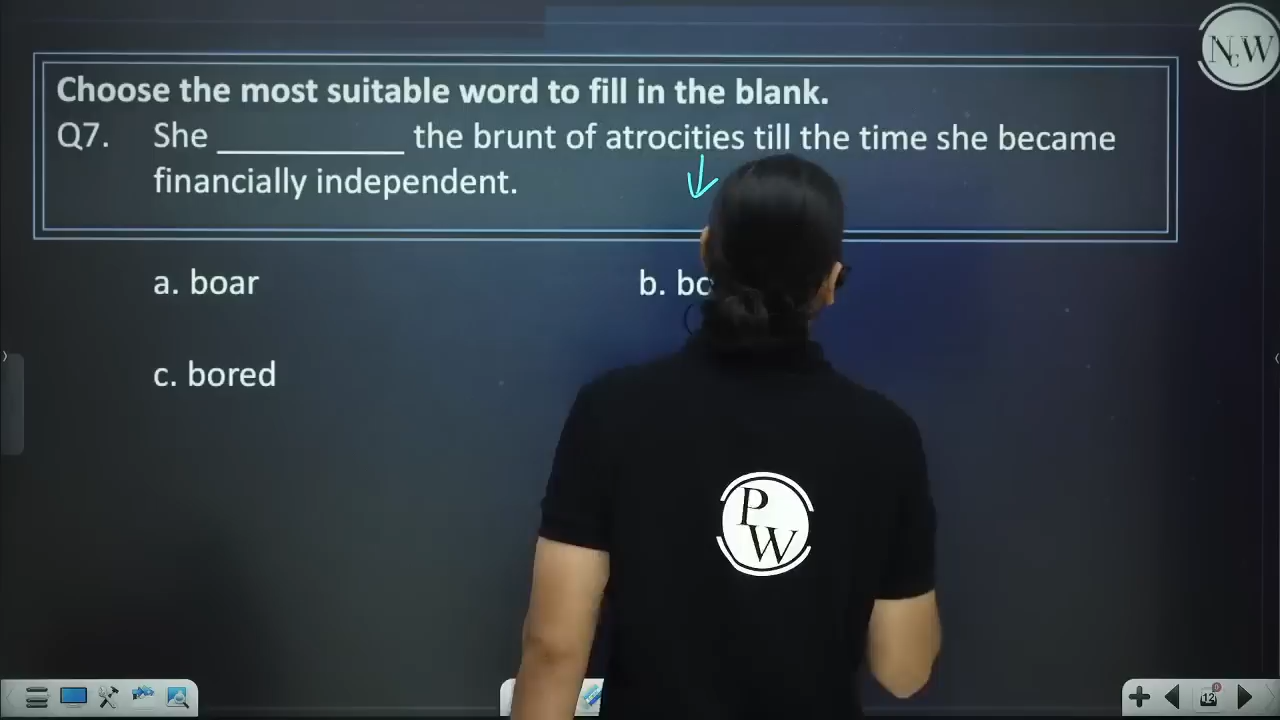 Choose the most suitable word to fill in the blank.
Q7. She __________ the brunt of atrocities till the time she became
financially independent.
a. boar
b.
c. bored
P
W
12